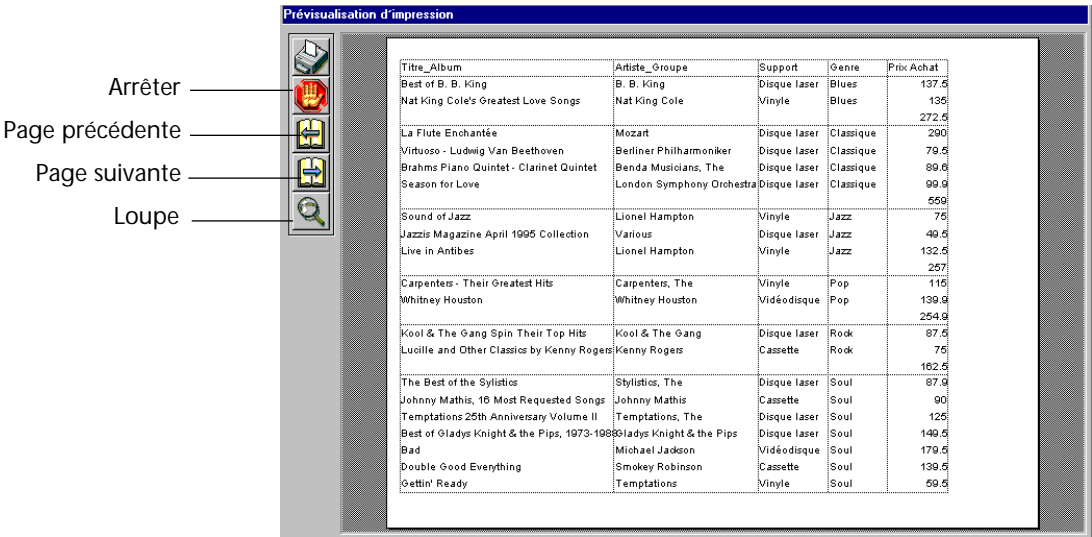 Prévisualisation d'impression
Arrêter
Page précédente
Page suivante
Loupe
Titre_Album Artiste_Groupe Support Genre Prix Achat
Best of B. B. King B. B. King Disque laser Blues 137.5
Nat King Cole's Greatest Love Songs Nat King Cole Vinyle Blues 135
272.5
La Flute Enchantée Mozart Disque laser Classique 290
Virtuoso - Ludwig Van Beethoven Berliner Philharmoniker Disque laser Classique 79.5
Brahms Piano Quintet - Clarinet Quintet Benda Musicians, The Disque laser Classique 89.6
Season for Love London Symphony Orchestra Disque laser Classique 99.9
559
Sound of Jazz Lionel Hampton Vinyle Jazz 75
Jazzis Magazine April 1995 Collection Various Disque laser Jazz 49.5
Live in Antibes Lionel Hampton Vinyle Jazz 132.5
257
Carpenters - Their Greatest Hits Carpenters, The Vinyle Pop 115
Whitney Houston Whitney Houston Vidéodisque Pop 139.9
254.9
Kool & The Gang Spin Their Top Hits Kool & The Gang Disque laser Rock 87.5
Lucille and Other Classics by Kenny Rogers Kenny Rogers Cassette Rock 75
162.5
The Best of the Sylistics Stylistics, The Disque laser Soul 87.9
Johnny Mathis, 16 Most Requested Songs Johnny Mathis Cassette Soul 90
Temptations 25th Anniversary Volume II Temptations, The Disque laser Soul 125
Best of Gladys Knight & the Pips, 1973-1988 Gladys Knight & the Pips Disque laser Soul 149.5
Bad Michael Jackson Vidéodisque Soul 179.5
Double Good Everything Smokey Robinson Cassette Soul 139.5
Gettin' Ready Temptations Vinyle Soul 59.5